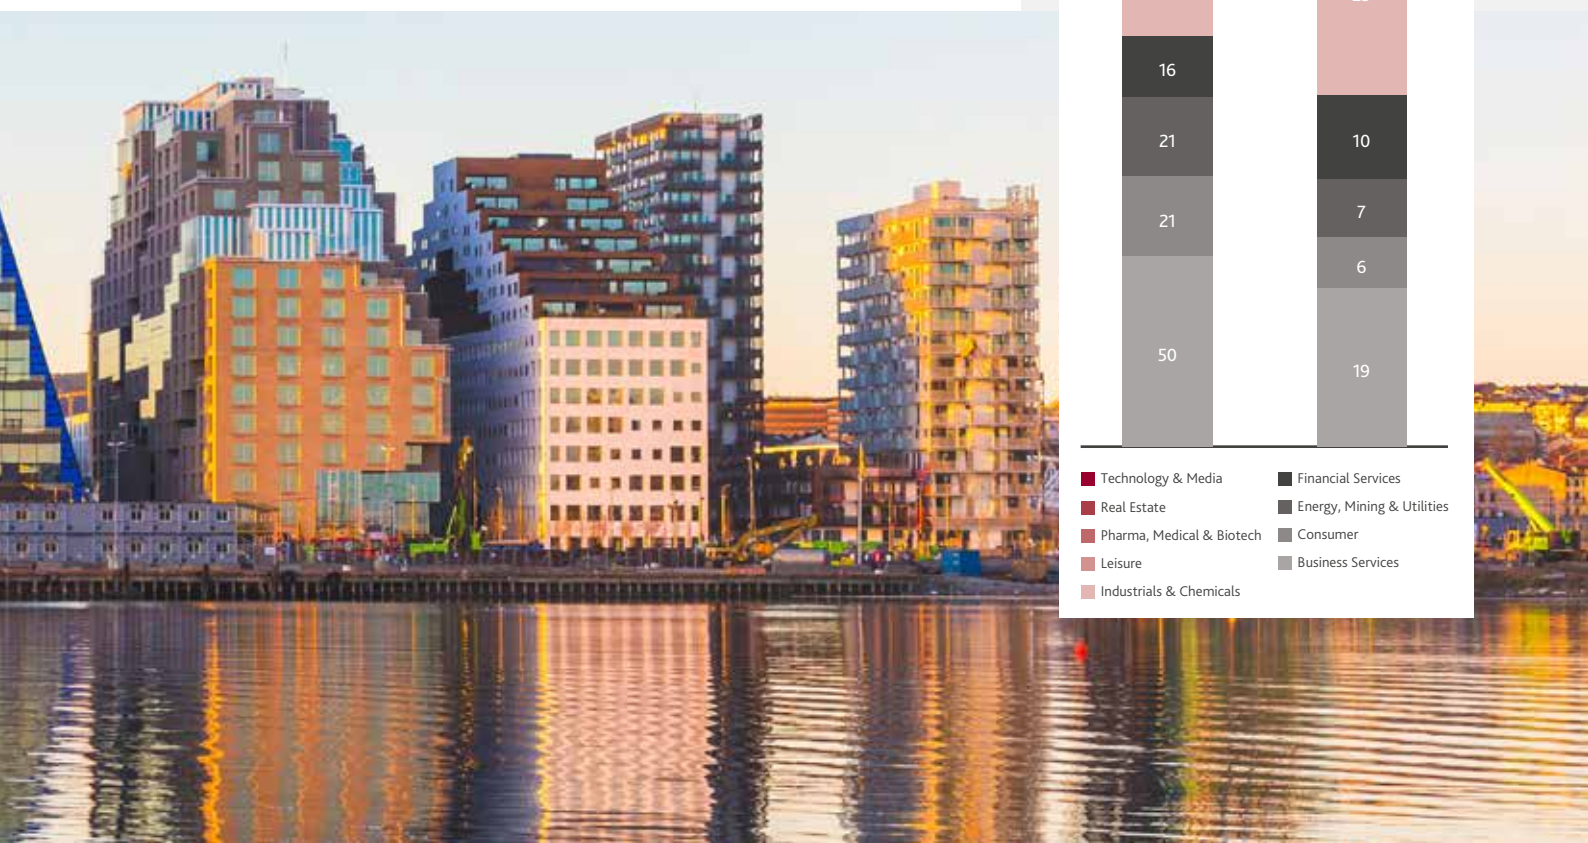 16
21
10
21
7
6
50
19
Technology & Media
Real Estate
Pharma, Medical & Biotech
Leisure
Industrials & Chemicals
Financial Services
Energy, Mining & Utilities
Consumer
Business Services